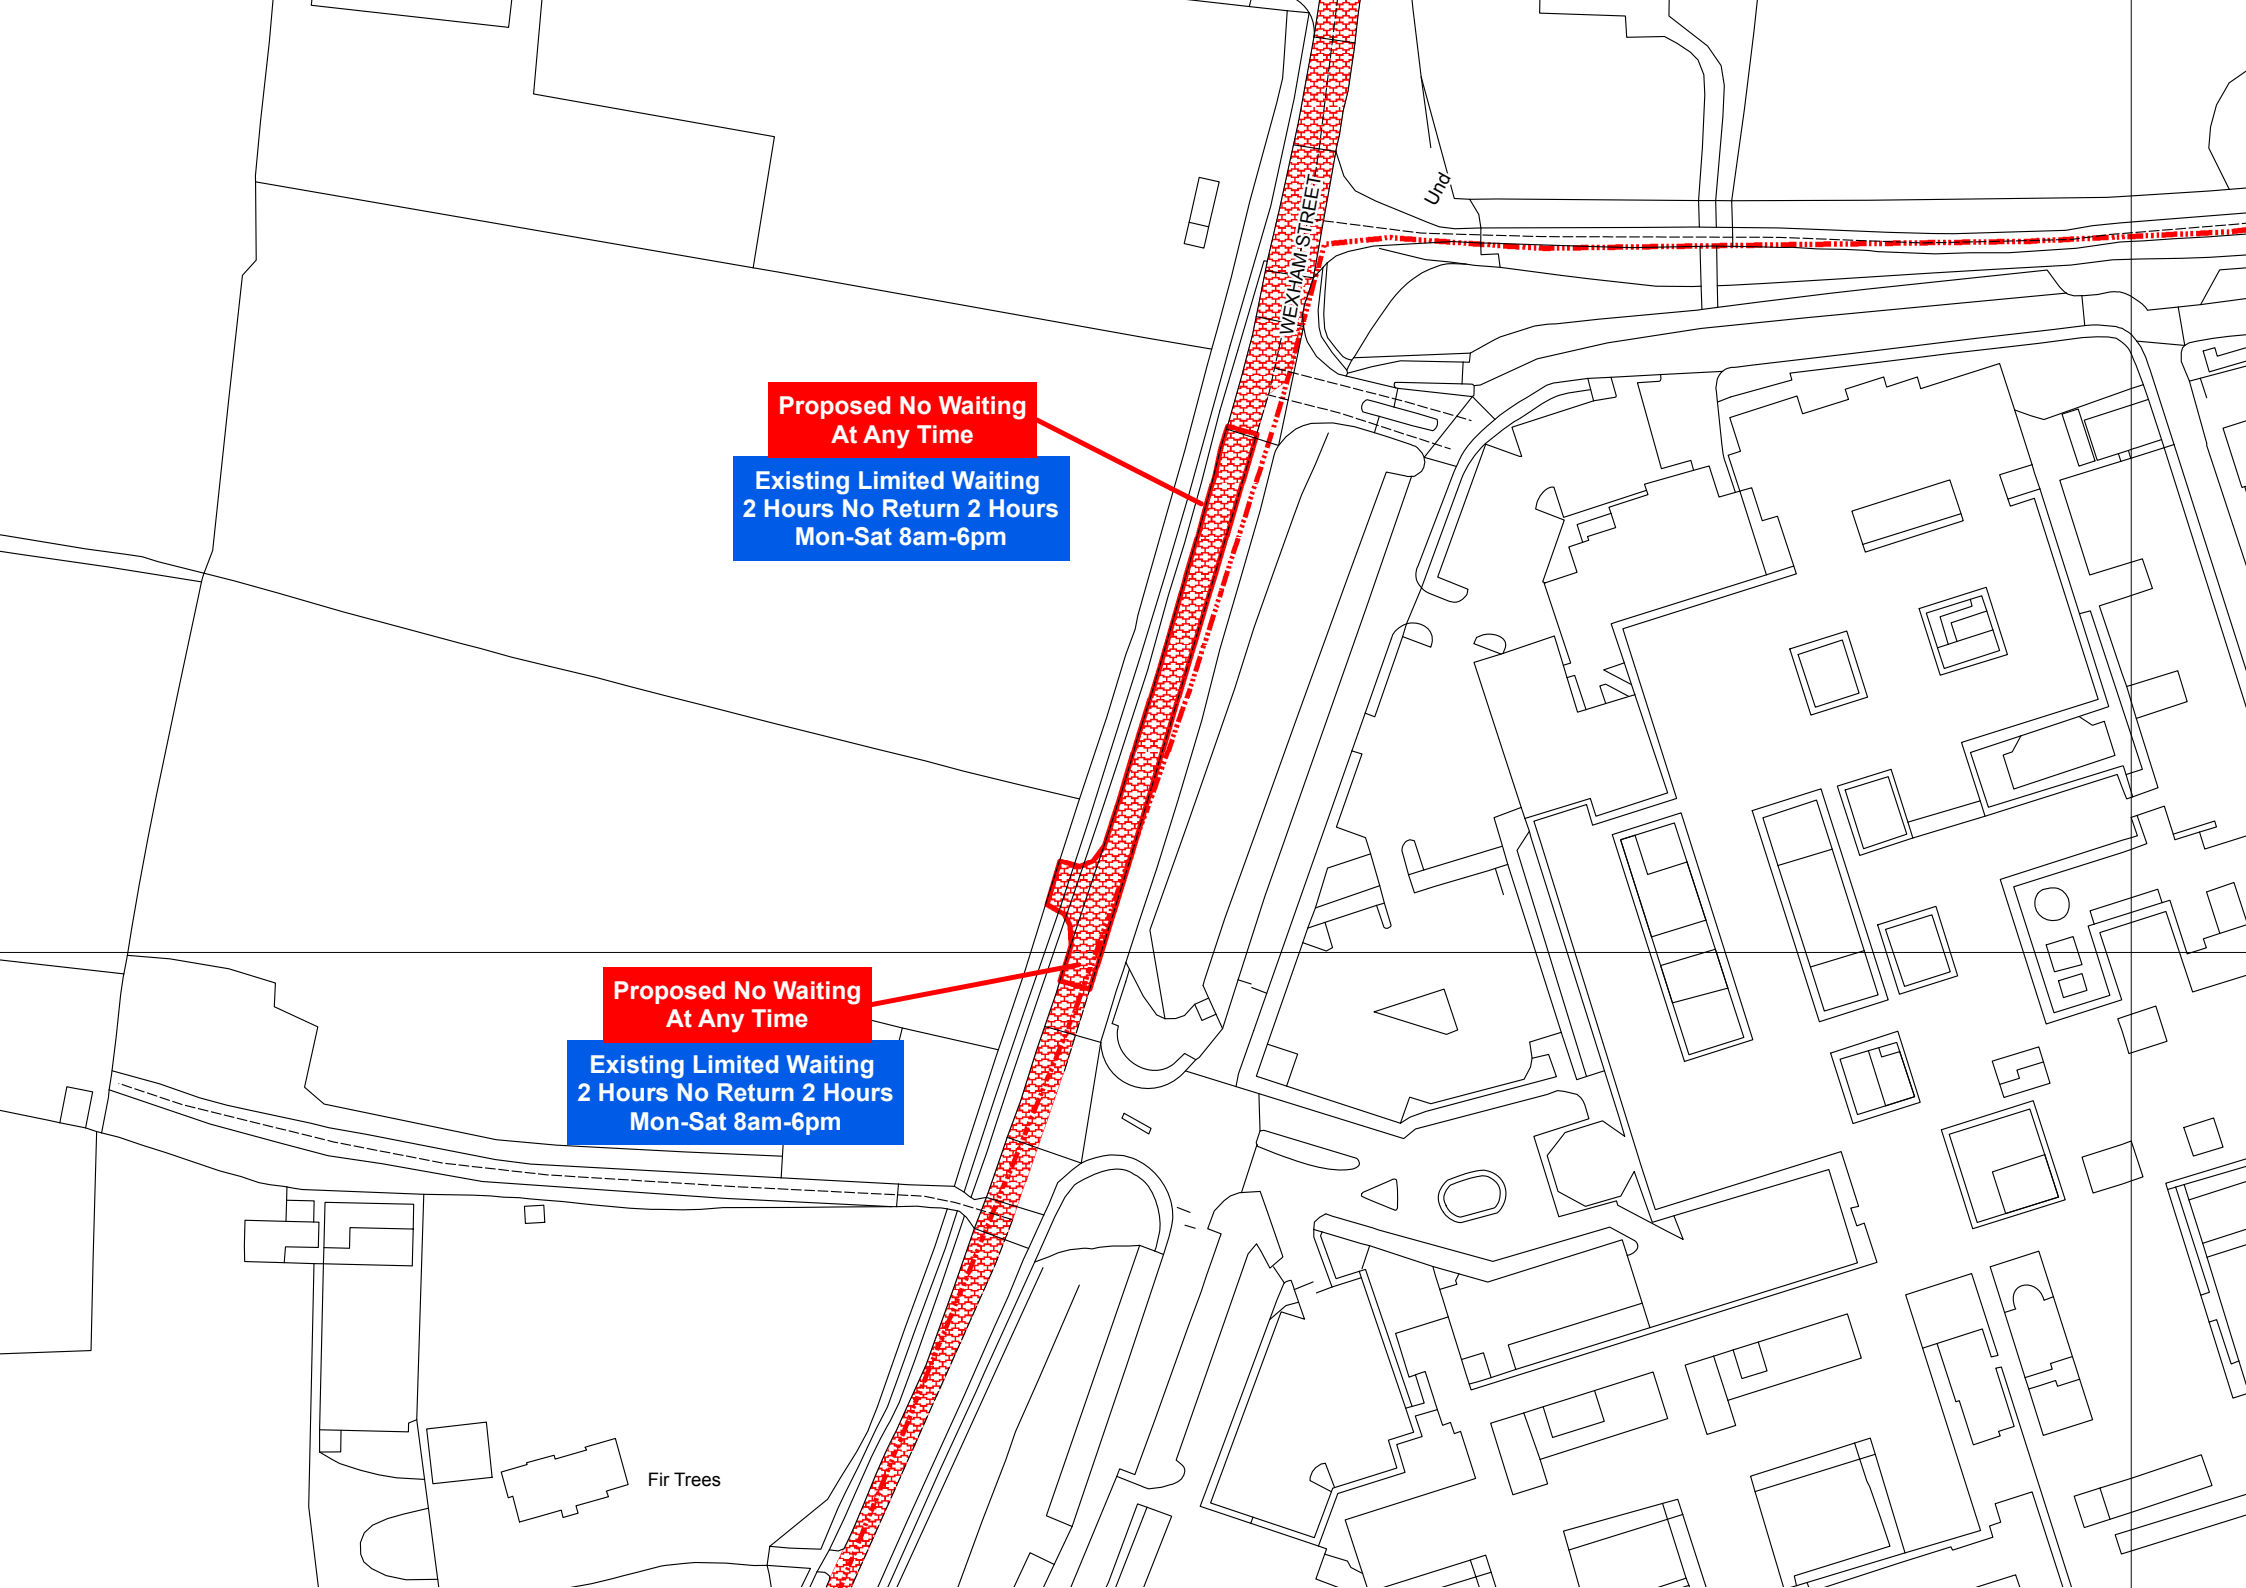 Und
WEXHAM STREET
Proposed No Waiting
At Any Time
Existing Limited Waiting
2 Hours No Return 2 Hours
Mon-Sat 8am-6pm
Proposed No Waiting
At Any Time
Existing Limited Waiting
2 Hours No Return 2 Hours
Mon-Sat 8am-6pm
Fir Trees